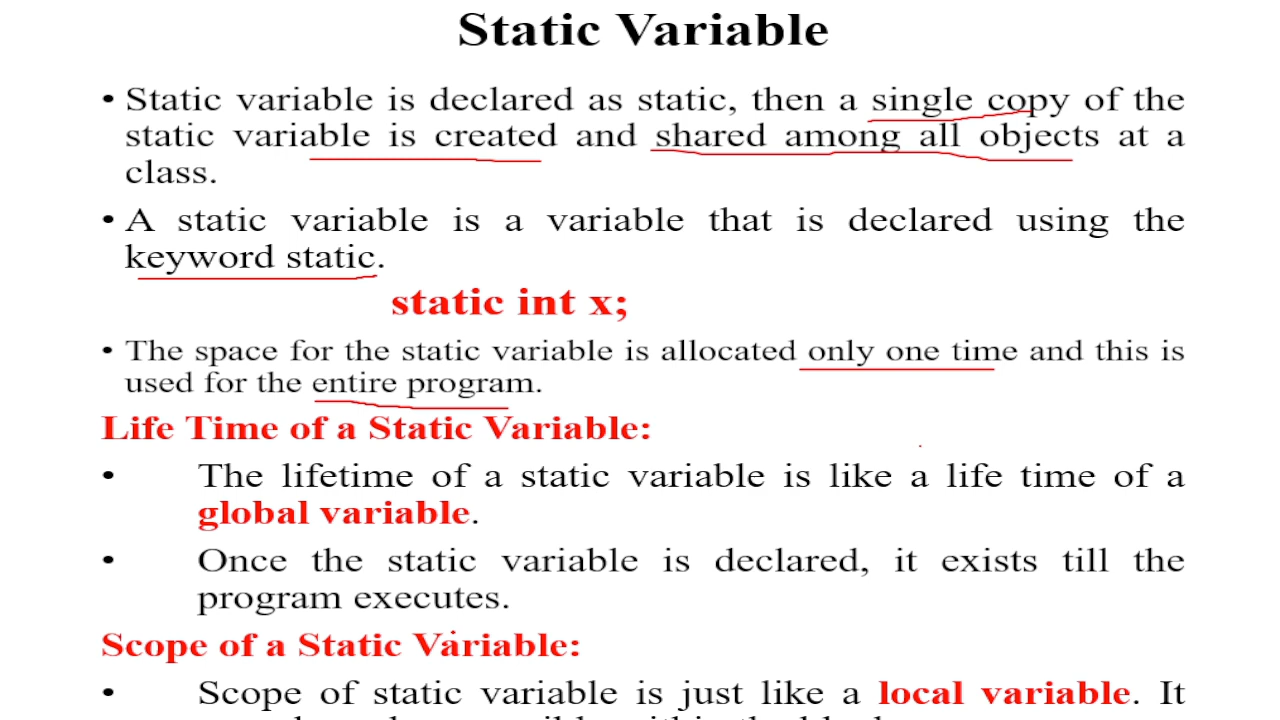 Static Variable
• Static variable is declared as static, then a single copy of the
static variable is created and shared among all objects at a
class.
• A static variable is a variable that is declared using the
keyword static.
static int x;
• The space for the static variable is allocated only one time and this is
used for the entire program.
Life Time of a Static Variable:
• The lifetime of a static variable is like a life time of a
global variable.
• Once the static variable is declared, it exists till the
program executes.
Scope of a Static Variable:
• Scope of static variable is just like a local variable. It